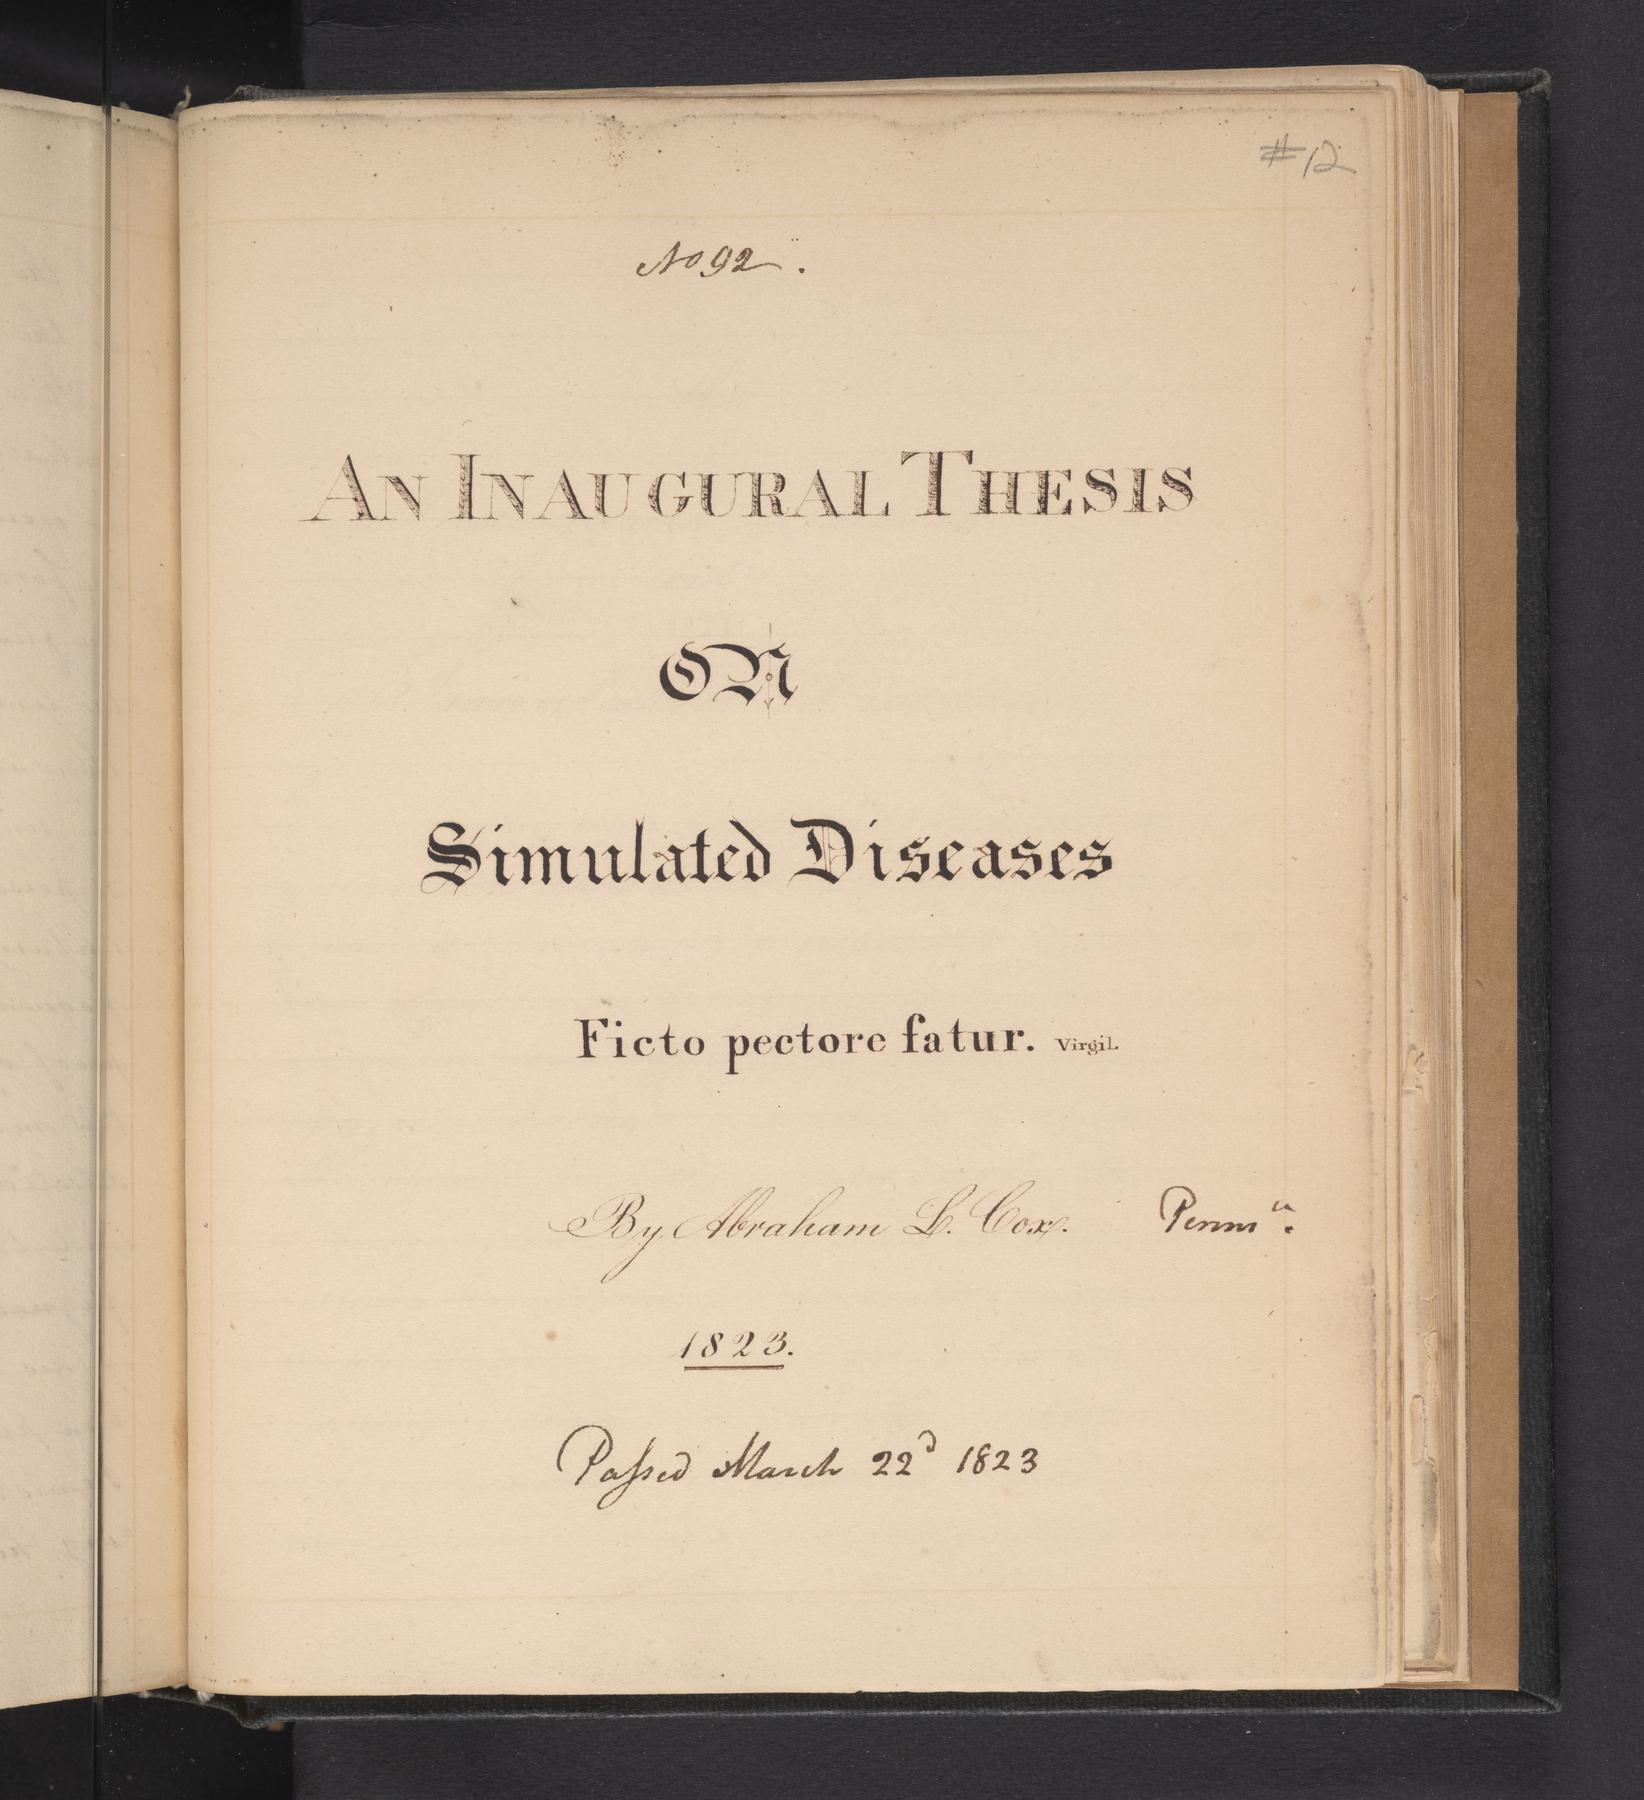 #12
No 92.
AN INAUGURAL THESIS
ON
Simulated Diseases
Ficto pectore fatur. Virgil.
By Abraham L. Cox. Pennª.
1823.
Passed March 22d 1823